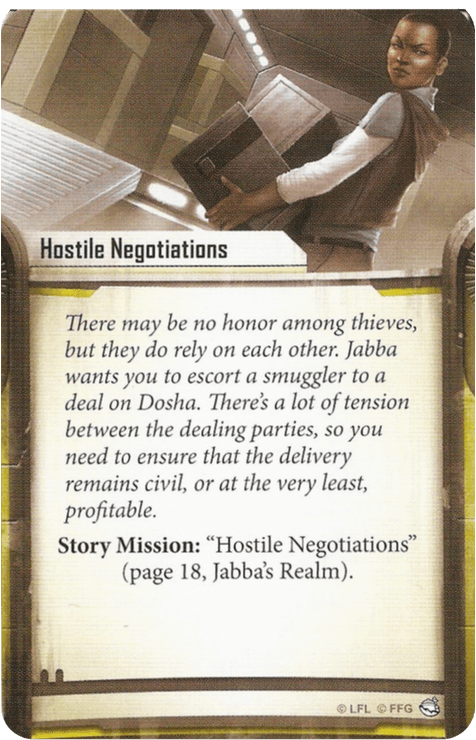 Hostile Negotiations
There may be no honor among thieves,
but they do rely on each other. Jabba
wants you to escort a smuggler to a
deal on Dosha. There's a lot of tension
between the dealing parties, so you
need to ensure that the delivery
remains civil, or at the very least,
profitable.
Story Mission: “Hostile Negotiations”
(page 18, Jabba's Realm).
© LFL © FFG